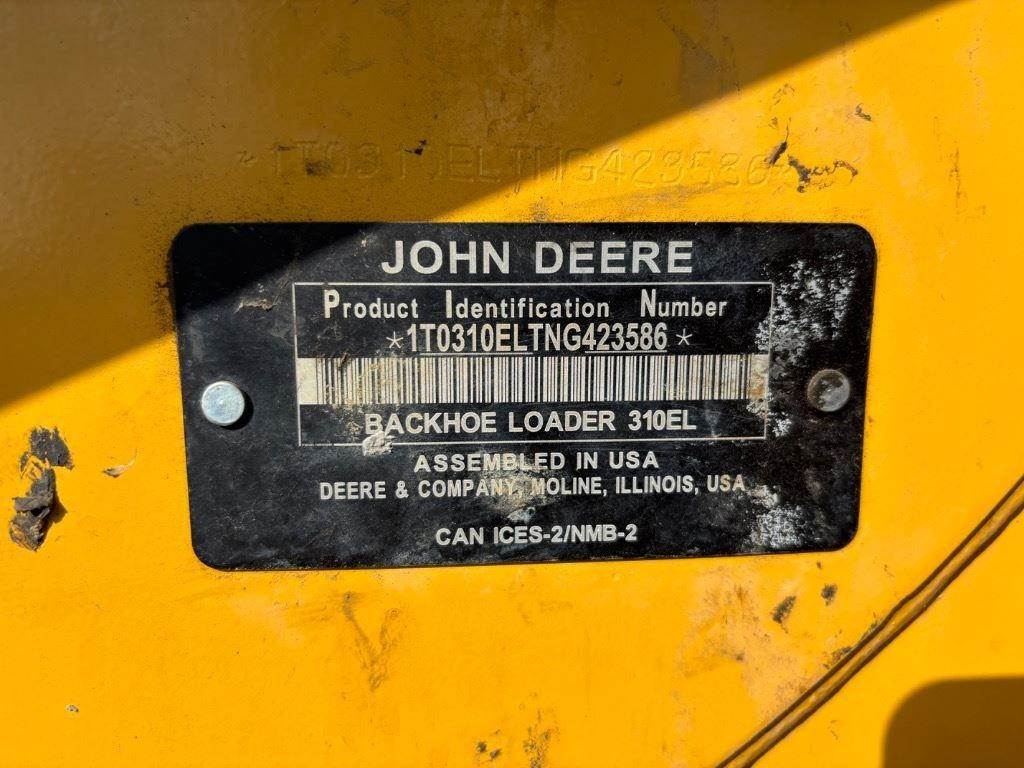 *1T0310ELTNG423586*
JOHN DEERE
Product Identification Number
*1T0310ELTNG423586*
BACKHOE LOADER 310EL
ASSEMBLED IN USA
DEERE & COMPANY, MOLINE, ILLINOIS, USA
CAN ICES-2/NMB-2